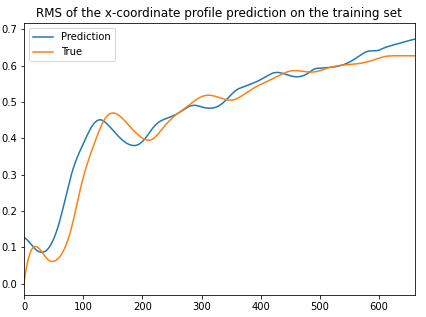 RMS of the x-coordinate profile prediction on the training set
Prediction
True
0.7
0.6
0.5
0.4
0.3
0.2
0.1
0.0
0 100 200 300 400 500 600